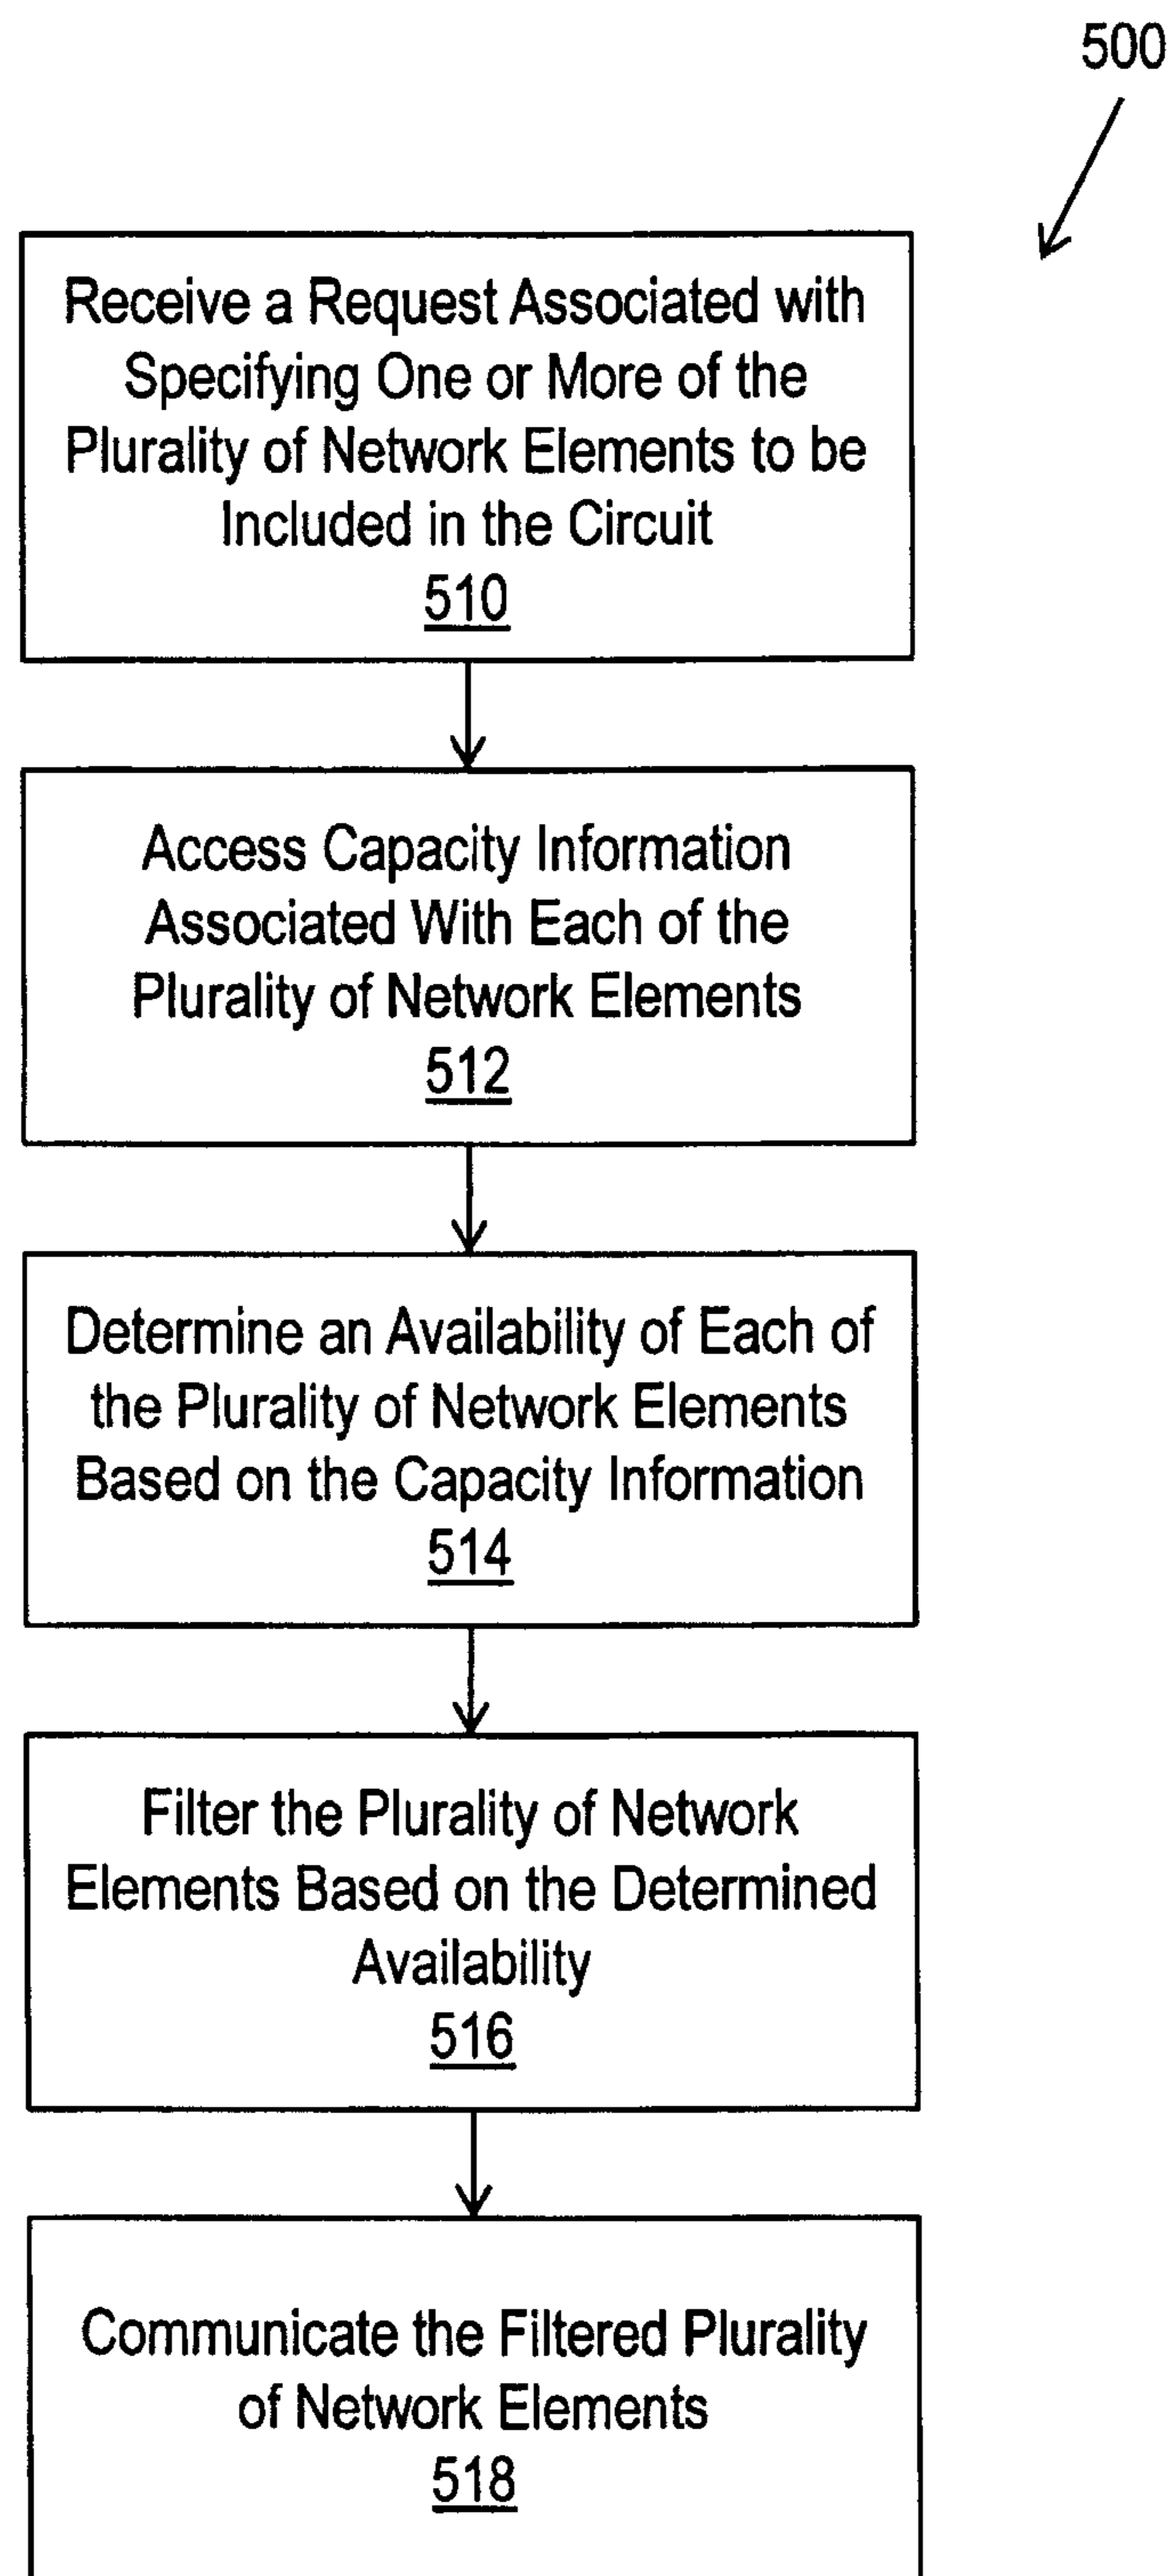 500
Receive a Request Associated with
Specifying One or More of the
Plurality of Network Elements to be
Included in the Circuit
510
Access Capacity Information
Associated With Each of the
Plurality of Network Elements
512
Determine an Availability of Each of
the Plurality of Network Elements
Based on the Capacity Information
514
Filter the Plurality of Network
Elements Based on the Determined
Availability
516
Communicate the Filtered Plurality
of Network Elements
518